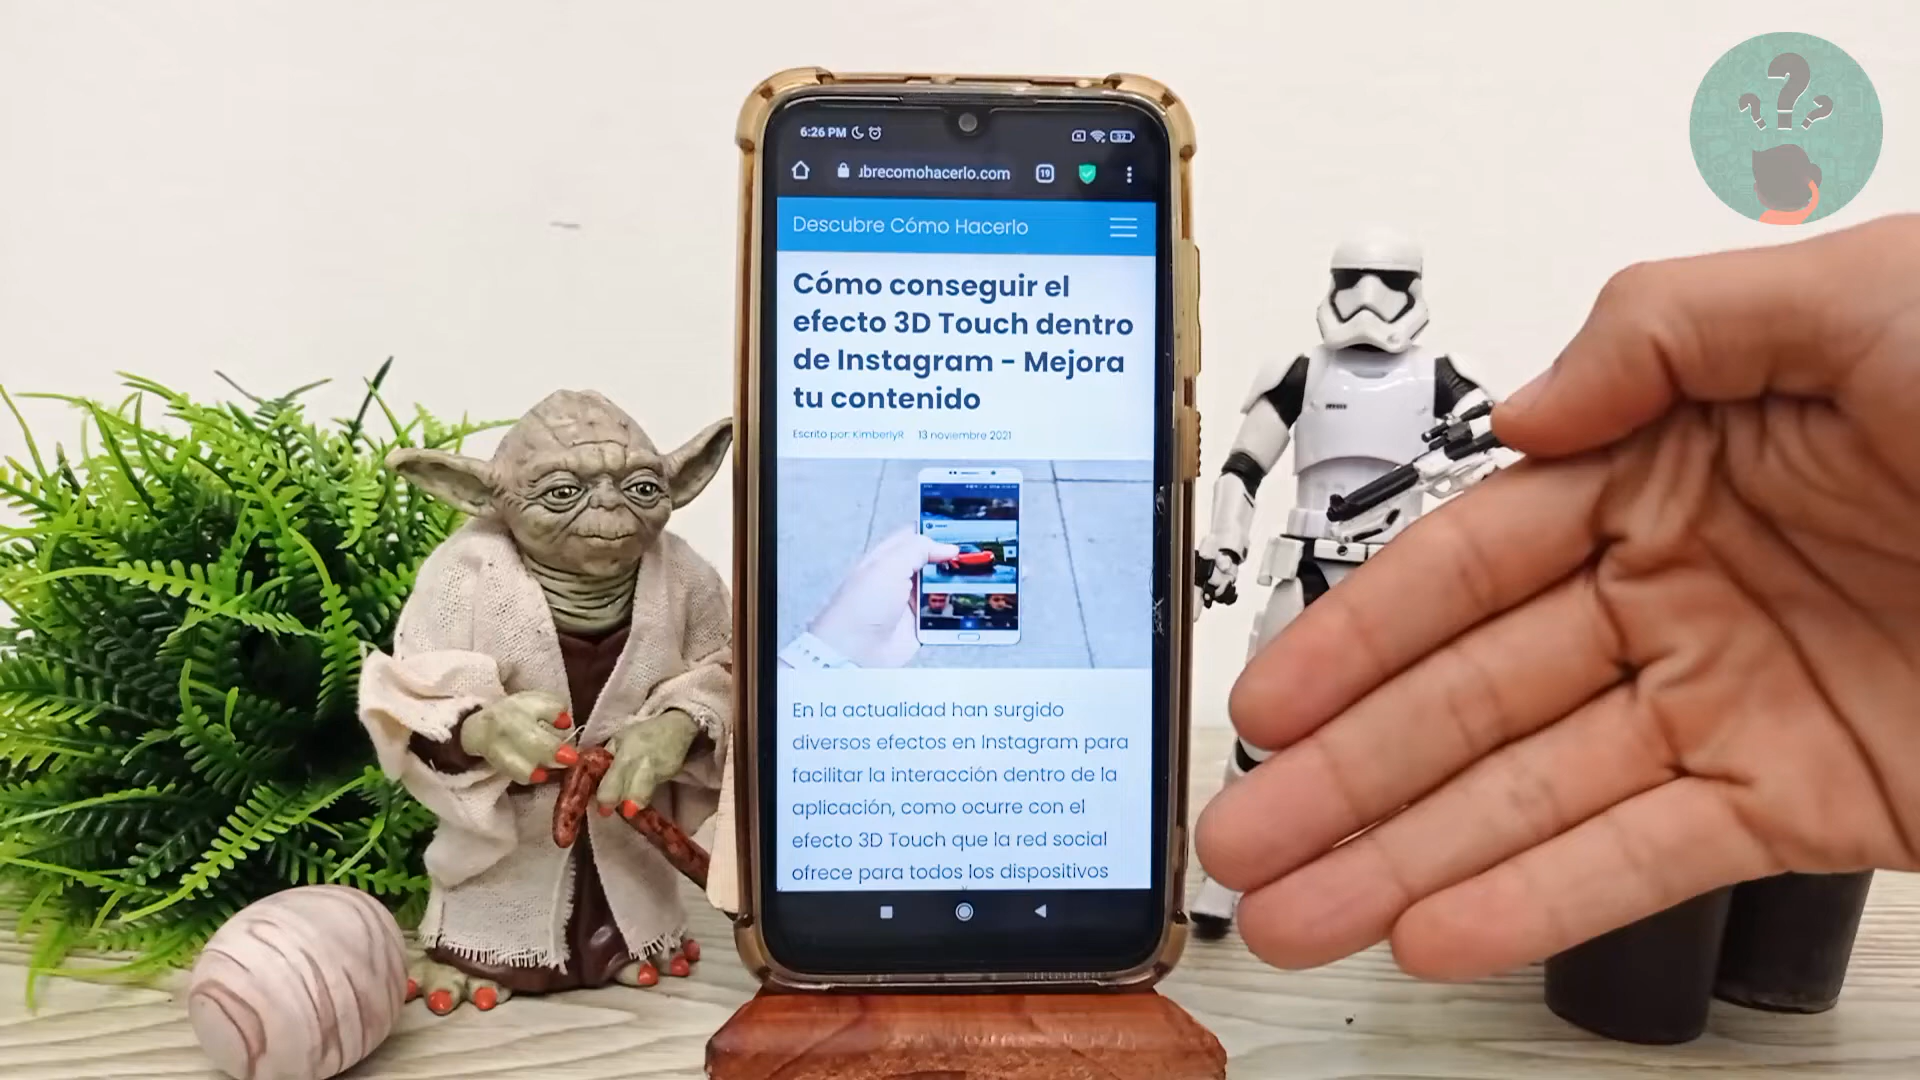 6:26 PM
ıbrecomohacerlo.com
19
Descubre Cómo Hacerlo
Cómo conseguir el
efecto 3D Touch dentro
de Instagram - Mejora
tu contenido
Escrito por: KimberlyR 13 noviembre 2021
En la actualidad han surgido
diversos efectos en Instagram para
facilitar la interacción dentro de la
aplicación, como ocurre con el
efecto 3D Touch que la red social
ofrece para todos los dispositivos